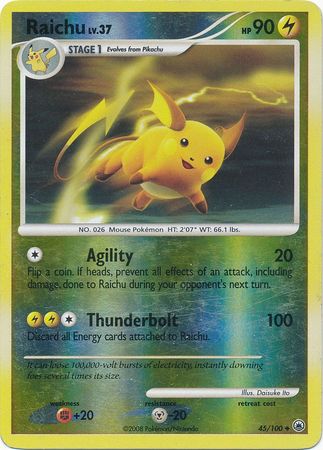 Raichu LV.37 HP 90
STAGE 1 Evolves from Pikachu
NO. 026 Mouse Pokémon HT: 2'07" WT: 66.1 lbs.
Agility 20
Flip a coin. If heads, prevent all effects of an attack, including
damage, done to Raichu during your opponent's next turn.
Thunderbolt 100
Discard all Energy cards attached to Raichu.
It can loose 100,000-volt bursts of electricity, instantly downing
foes several times its size.
Illus. Daisuke Ito
weakness resistance retreat cost
+20 -20
©2008 Pokémon/Nintendo 45/100